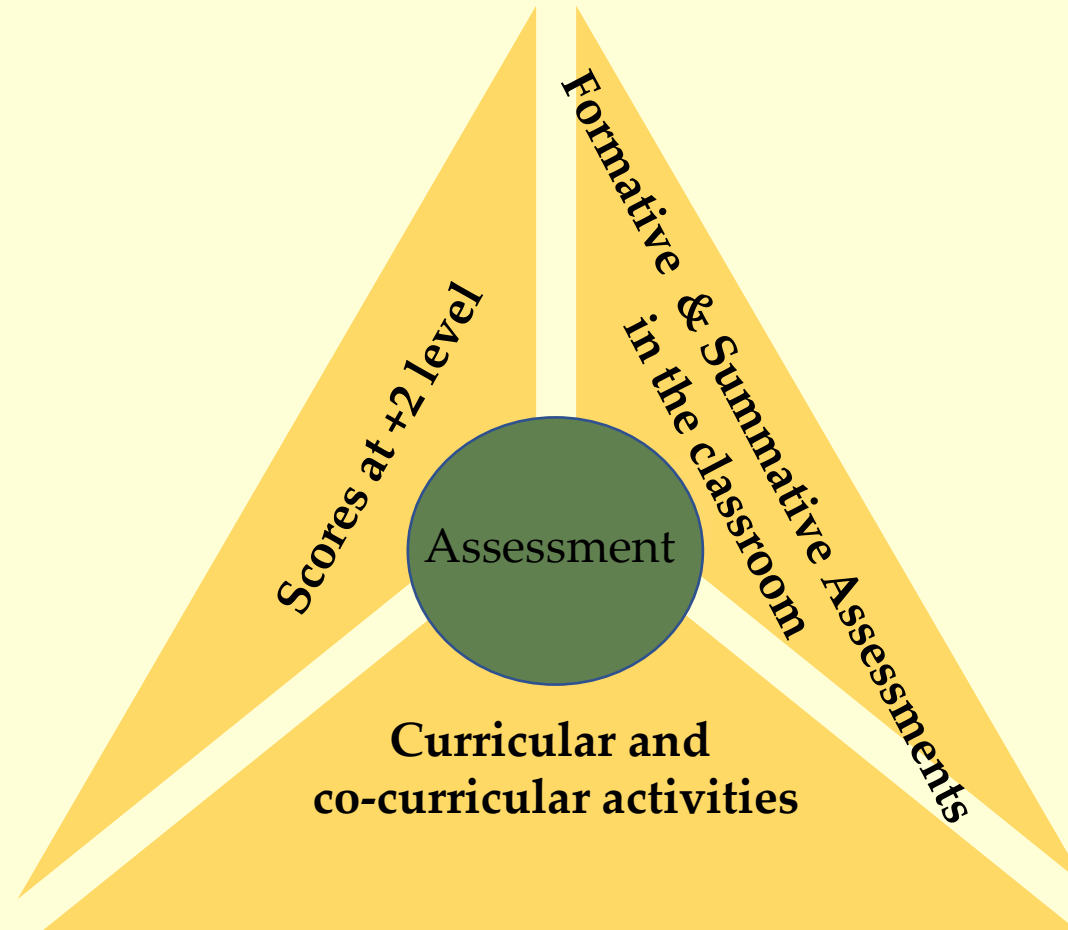 Scores at +2 level
Formative & Summative Assessments
in the classroom
Assessment
Curricular and
co-curricular activities